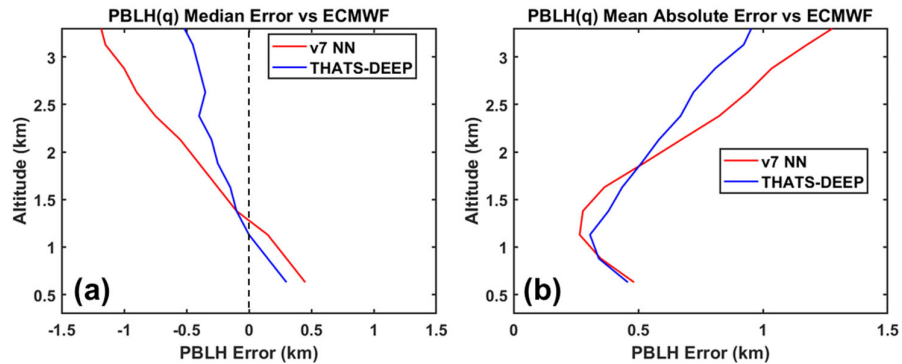 PBLH(q) Median Error vs ECMWF
v7 NN
THATS-DEEP
Altitude (km)
3
2.5
2
1.5
1
0.5
(a)
-1.5
-1
-0.5
0
0.5
1
1.5
PBLH Error (km)
PBLH(q) Mean Absolute Error vs ECMWF
v7 NN
THATS-DEEP
Altitude (km)
3
2.5
2
1.5
1
0.5
(b)
0
0.5
1
1.5
PBLH Error (km)